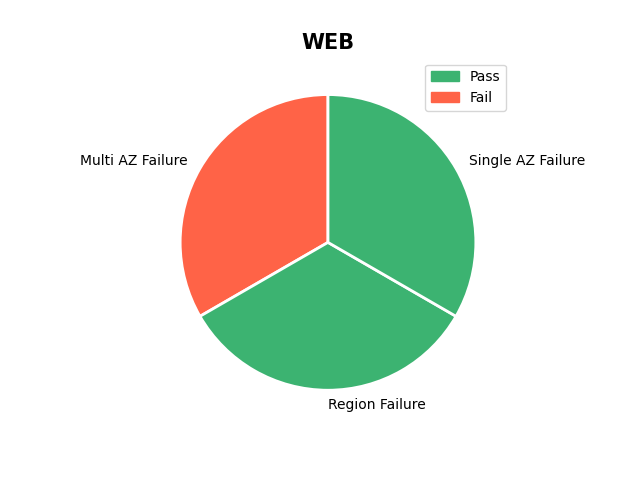 WEB
Pass
Fail
Multi AZ Failure
Single AZ Failure
Region Failure